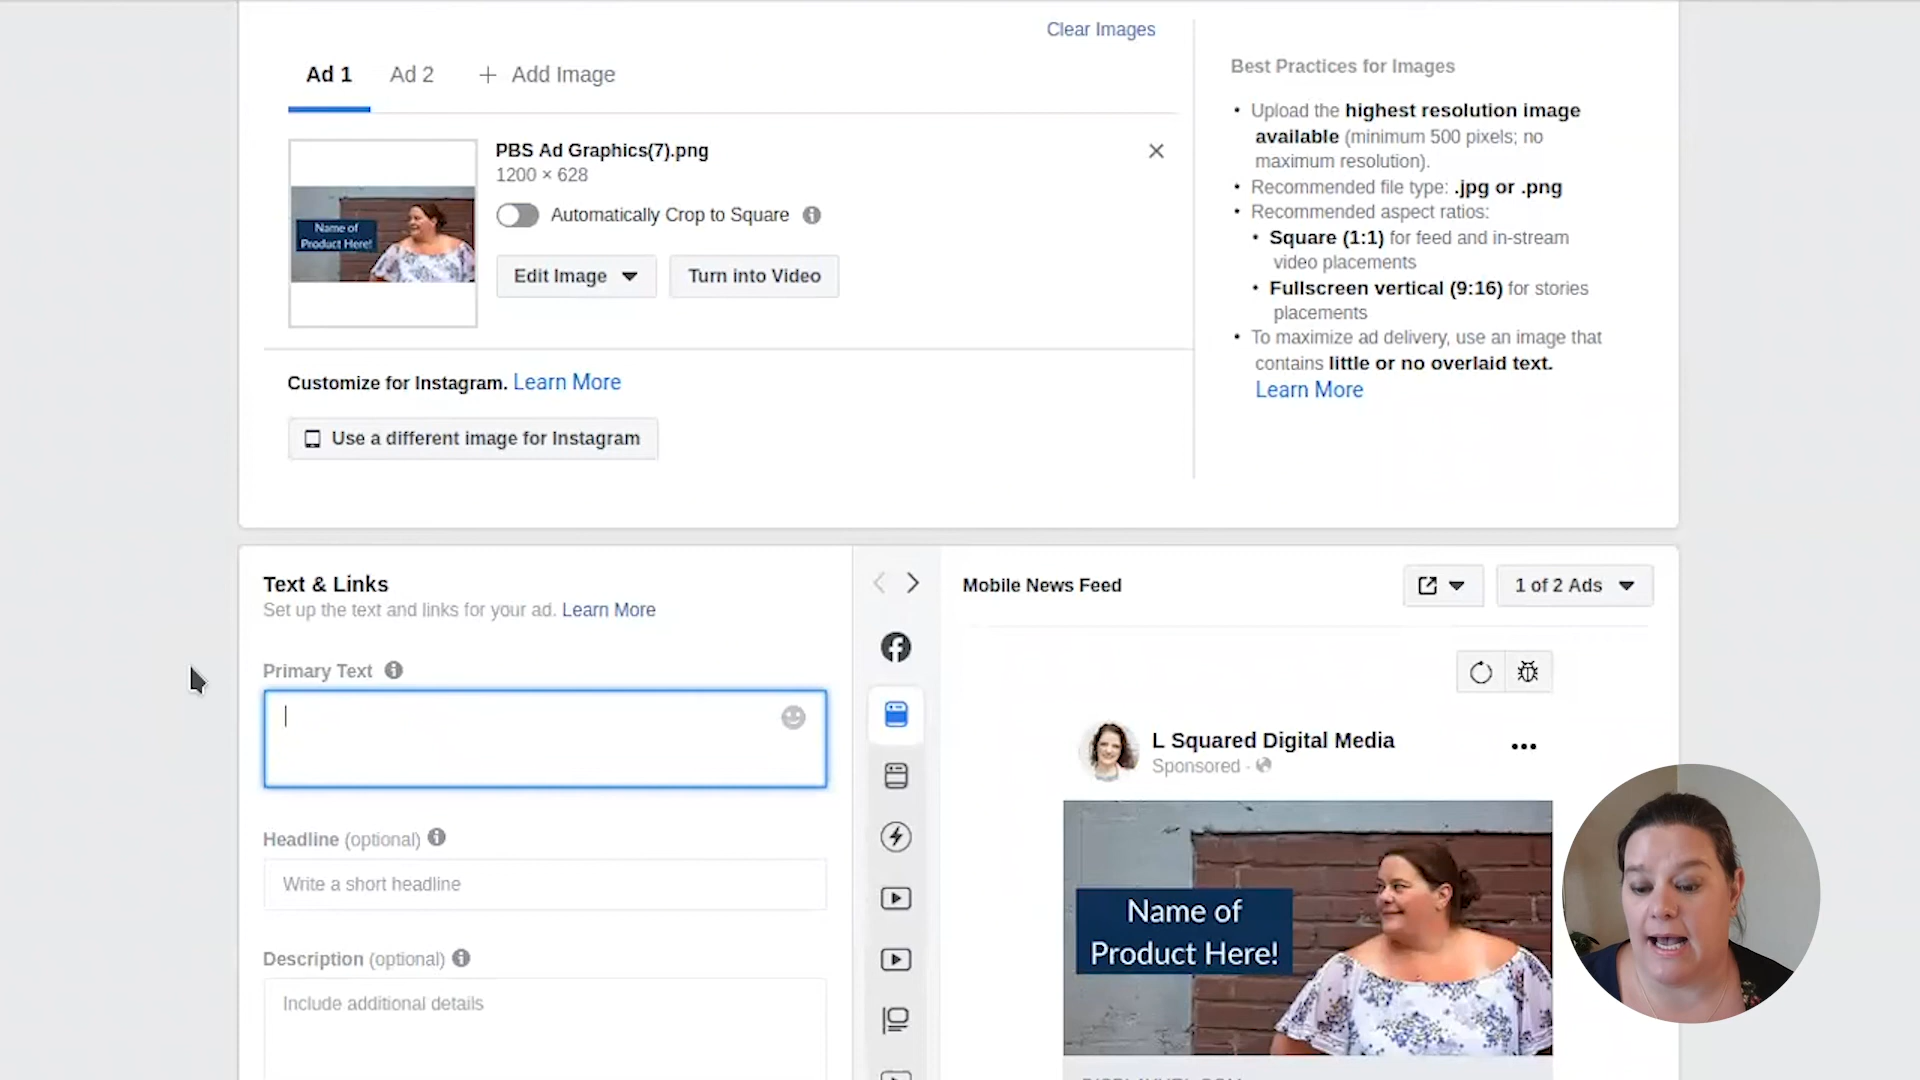 Clear Images
Ad 1
Ad 2
Add Image
PBS Ad Graphics(7).png
1200 × 628
Automatically Crop to Square
Name of
Product Here!
Edit Image
Turn into Video
Customize for Instagram. Learn More
Use a different image for Instagram
Best Practices for Images
• Upload the highest resolution image
available (minimum 500 pixels; no
maximum resolution).
• Recommended file type: .jpg or .png
• Recommended aspect ratios:
• Square (1:1) for feed and in-stream
video placements
• Fullscreen vertical (9:16) for stories
placements
• To maximize ad delivery, use an image that
contains little or no overlaid text.
Learn More
Text & Links
Set up the text and links for your ad. Learn More
Primary Text
Headline (optional)
Write a short headline
Description (optional)
Include additional details
Mobile News Feed
1 of 2 Ads
L Squared Digital Media
Sponsored ·
Name of
Product Here!